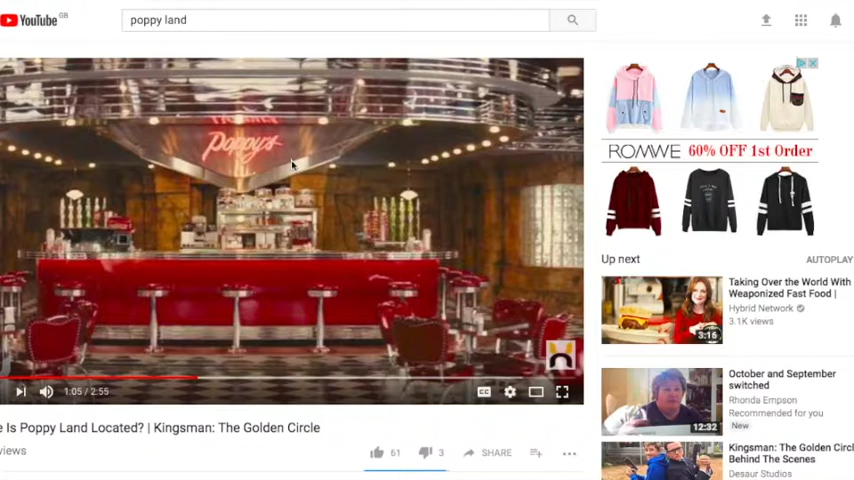 YouTube GB
poppy land
Poppy's
ROMWE 60% OFF 1st Order
Up next
AUTOPLAY
Taking Over the World With
Weaponized Fast Food |
Hybrid Network
3.1K views
3:16
1:05 / 2:55
October and September
switched
Rhonda Empson
Recommended for you
New
12:32
e Is Poppy Land Located? | Kingsman: The Golden Circle
iews
61
3
SHARE
Kingsman: The Golden Circl
Behind The Scenes
Desaur Studios